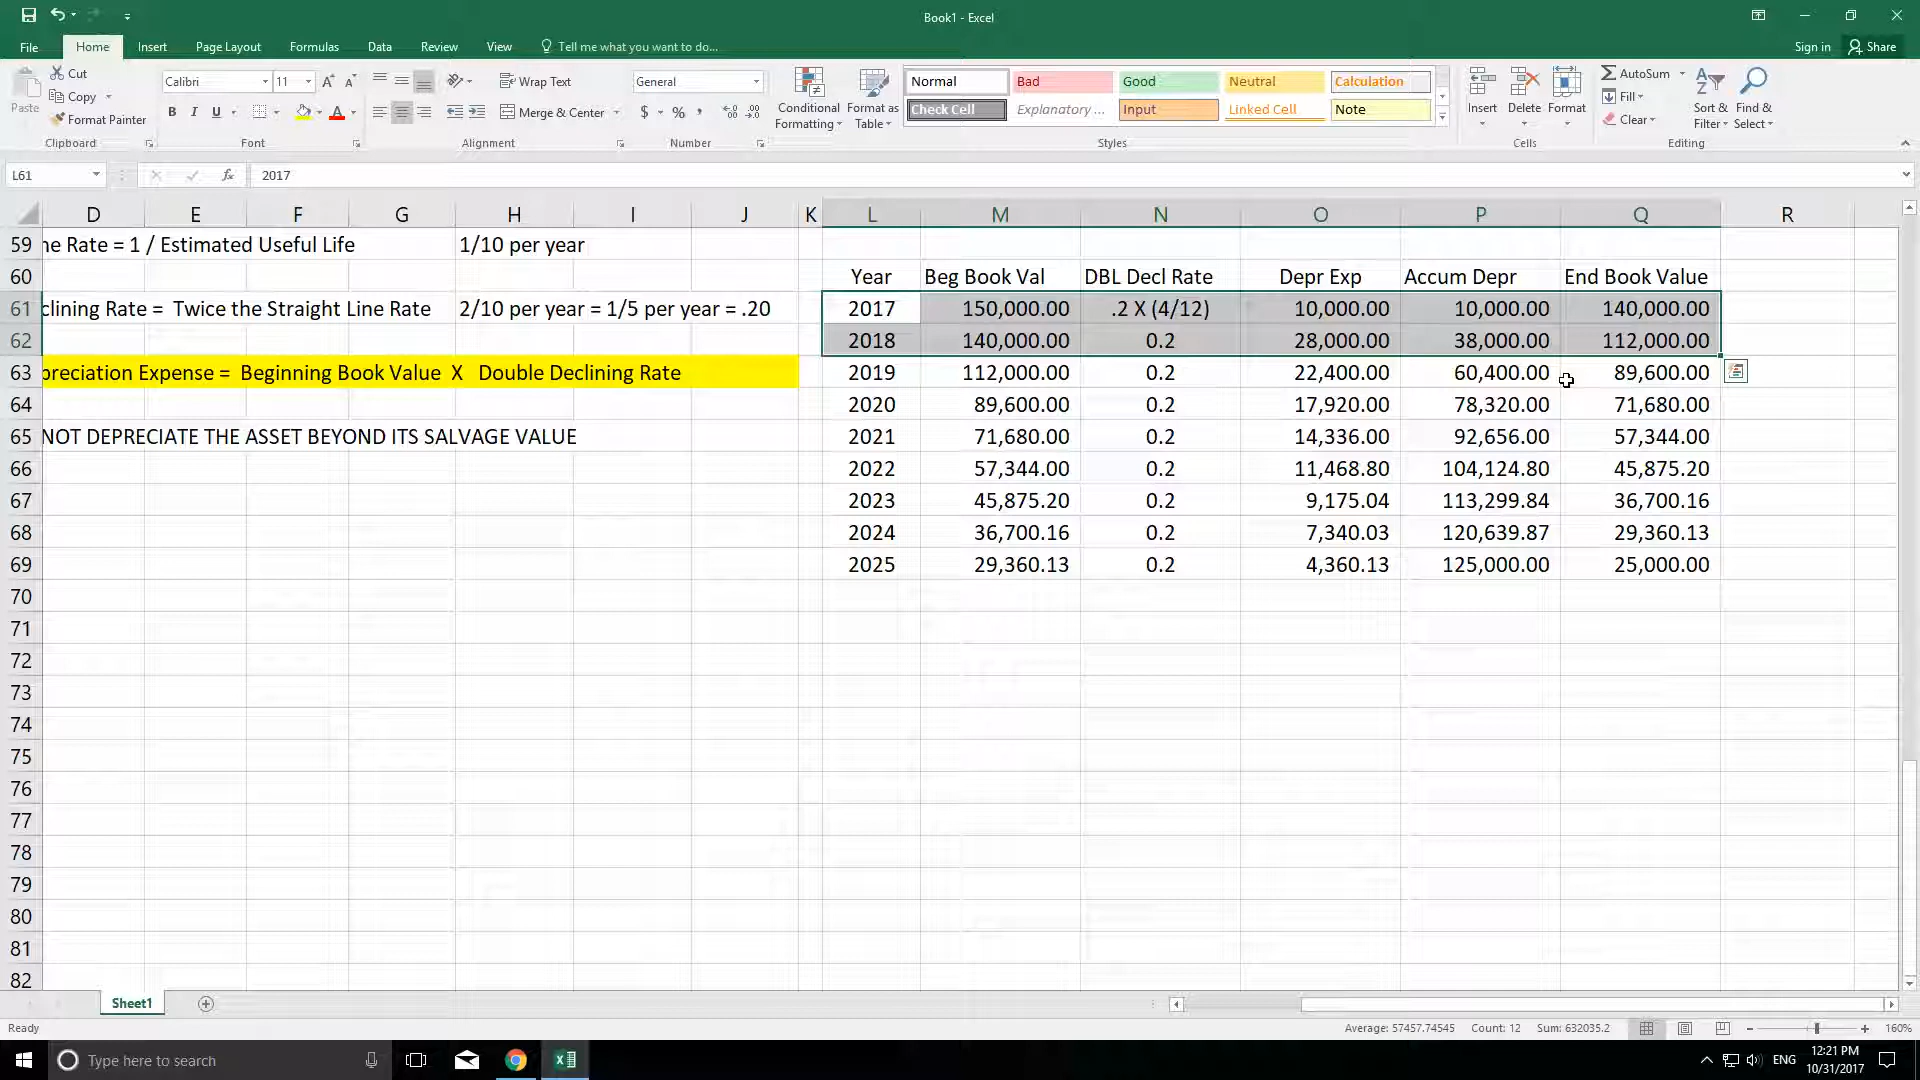 Book1 - Excel
File Home Insert Page Layout Formulas Data Review View Tell me what you want to do... Sign in Share
Paste Cut Copy Format Painter
Calibri 11 General
B I U A
Wrap Text
Merge & Center
$ % ,
Conditional Formatting Format as Table
Normal Bad Good Neutral Calculation
Check Cell Explanatory ... Input Linked Cell Note
Insert Delete Format
AutoSum Fill Clear
Sort & Filter Find & Select
Clipboard Font Alignment Number Styles Cells Editing
L61 fx 2017
D E F G H I J K L M N O P Q R
59 ne Rate = 1 / Estimated Useful Life 1/10 per year
60 Year Beg Book Val DBL Decl Rate Depr Exp Accum Depr End Book Value
61 clining Rate = Twice the Straight Line Rate 2/10 per year = 1/5 per year = .20 2017 150,000.00 .2 X (4/12) 10,000.00 10,000.00 140,000.00
62 2018 140,000.00 0.2 28,000.00 38,000.00 112,000.00
63 preciation Expense = Beginning Book Value X Double Declining Rate 2019 112,000.00 0.2 22,400.00 60,400.00 89,600.00
64 2020 89,600.00 0.2 17,920.00 78,320.00 71,680.00
65 NOT DEPRECIATE THE ASSET BEYOND ITS SALVAGE VALUE 2021 71,680.00 0.2 14,336.00 92,656.00 57,344.00
66 2022 57,344.00 0.2 11,468.80 104,124.80 45,875.20
67 2023 45,875.20 0.2 9,175.04 113,299.84 36,700.16
68 2024 36,700.16 0.2 7,340.03 120,639.87 29,360.13
69 2025 29,360.13 0.2 4,360.13 125,000.00 25,000.00
70
71
72
73
74
75
76
77
78
79
80
81
82
Sheet1
Ready Average: 57457.74545 Count: 12 Sum: 632035.2 160%
Type here to search ENG 12:21 PM
10/31/2017